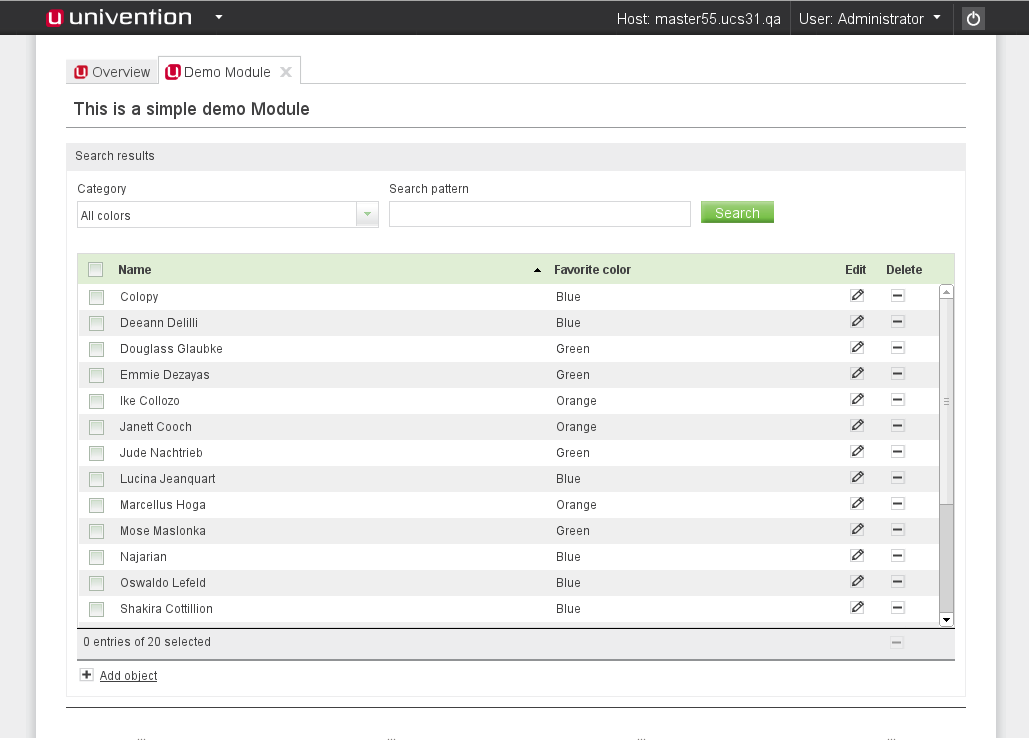 univention Host: master55.ucs31.qa User: Administrator
Overview Demo Module
This is a simple demo Module
Search results
Category Search pattern
All colors Search
Name Favorite color Edit Delete
Colopy Blue
Deeann Delilli Blue
Douglass Glaubke Green
Emmie Dezayas Green
Ike Collozo Orange
Janett Cooch Orange
Jude Nachtrieb Green
Lucina Jeanquart Blue
Marcellus Hoga Orange
Mose Maslonka Green
Najarian Blue
Oswaldo Lefeld Blue
Shakira Cottillion Blue
0 entries of 20 selected
Add object